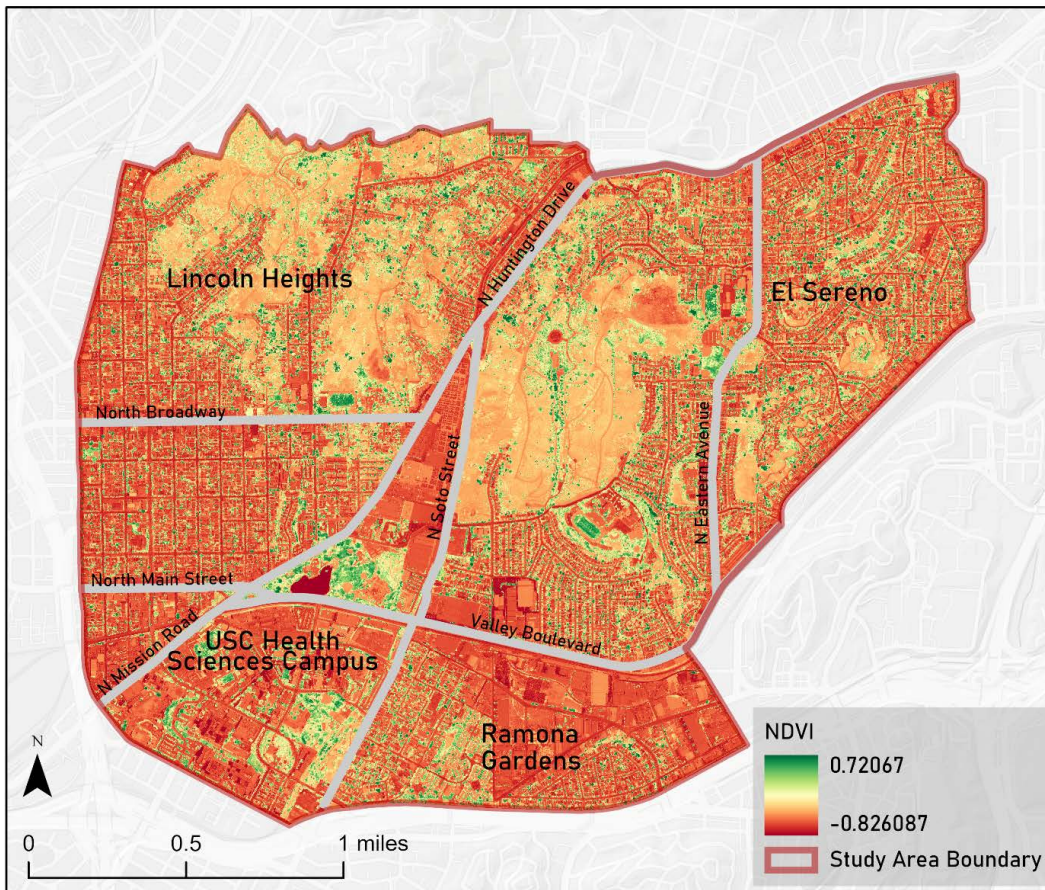 N Huntington Drive
Lincoln Heights
El Sereno
North Broadway
N Soto Street
N Eastern Avenue
North Main Street
N Mission Road
USC Health
Sciences Campus
Valley Boulevard
Ramona
Gardens
N
0 0.5 1 miles
NDVI
0.72067
-0.826087
Study Area Boundary